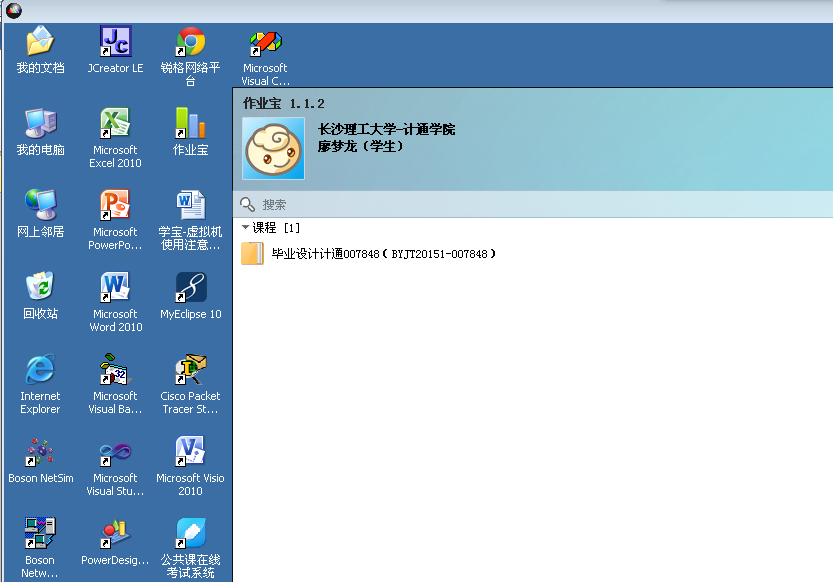 我的文档
JCreator LE
锐格网络平
台
Microsoft
Visual C...
我的电脑
Microsoft
Excel 2010
作业宝
网上邻居
Microsoft
PowerPo...
学宝-虚拟机
使用注意...
回收站
Microsoft
Word 2010
MyEclipse 10
Internet
Explorer
Microsoft
Visual Ba...
Cisco Packet
Tracer St...
Boson NetSim
Microsoft
Visual Stu...
Microsoft Visio
2010
Boson
Netw...
PowerDesig...
公共课在线
考试系统
作业宝 1.1.2
长沙理工大学-计通学院
廖梦龙（学生）
搜索
课程 [1]
毕业设计计通007848（BYJT20151-007848）